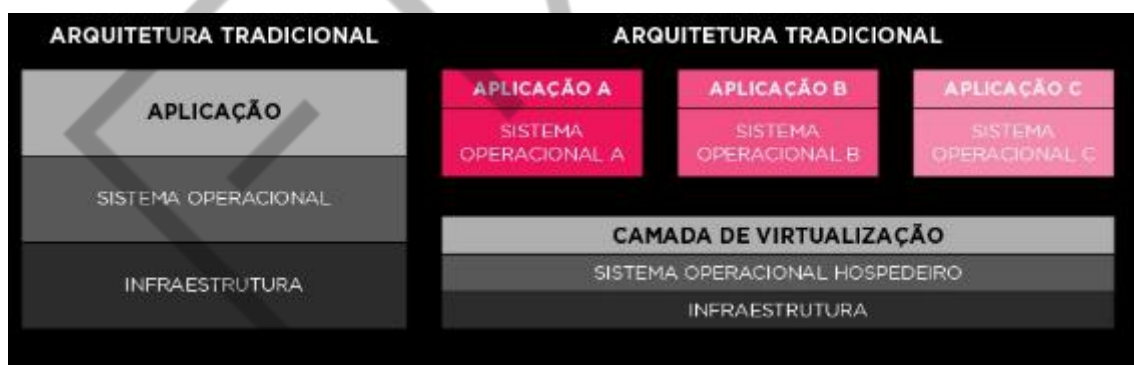 ARQUITETURA TRADICIONAL
APLICAÇÃO
SISTEMA OPERACIONAL
INFRAESTRUTURA
ARQUITETURA TRADICIONAL
APLICAÇÃO A
SISTEMA
OPERACIONAL A
APLICAÇÃO B
SISTEMA
OPERACIONAL B
APLICAÇÃO C
SISTEMA
OPERACIONAL C
CAMADA DE VIRTUALIZAÇÃO
SISTEMA OPERACIONAL HOSPEDEIRO
INFRAESTRUTURA